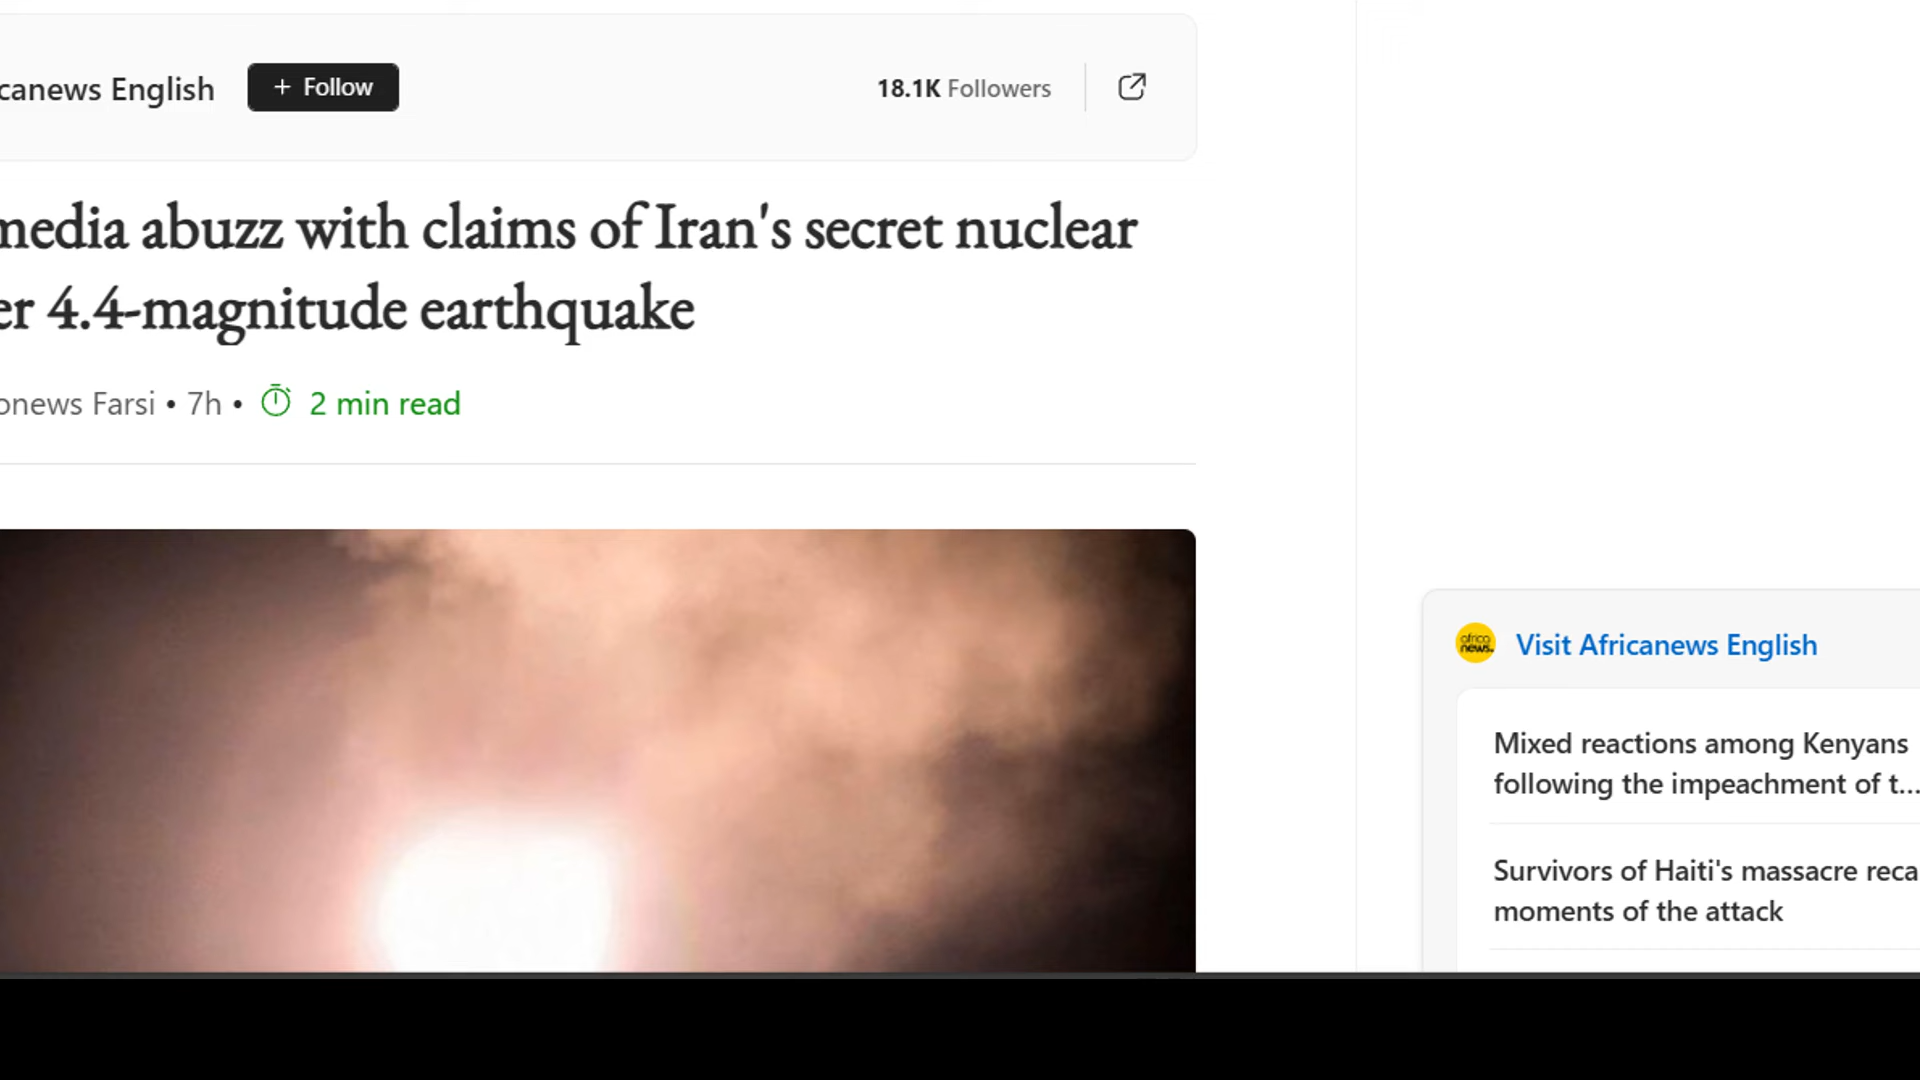 canews English
+ Follow
18.1K Followers
media abuzz with claims of Iran's secret nuclear
er 4.4-magnitude earthquake
onews Farsi • 7h • 2 min read
africa
news.
Visit Africanews English
Mixed reactions among Kenyans
following the impeachment of t...
Survivors of Haiti's massacre reca
moments of the attack